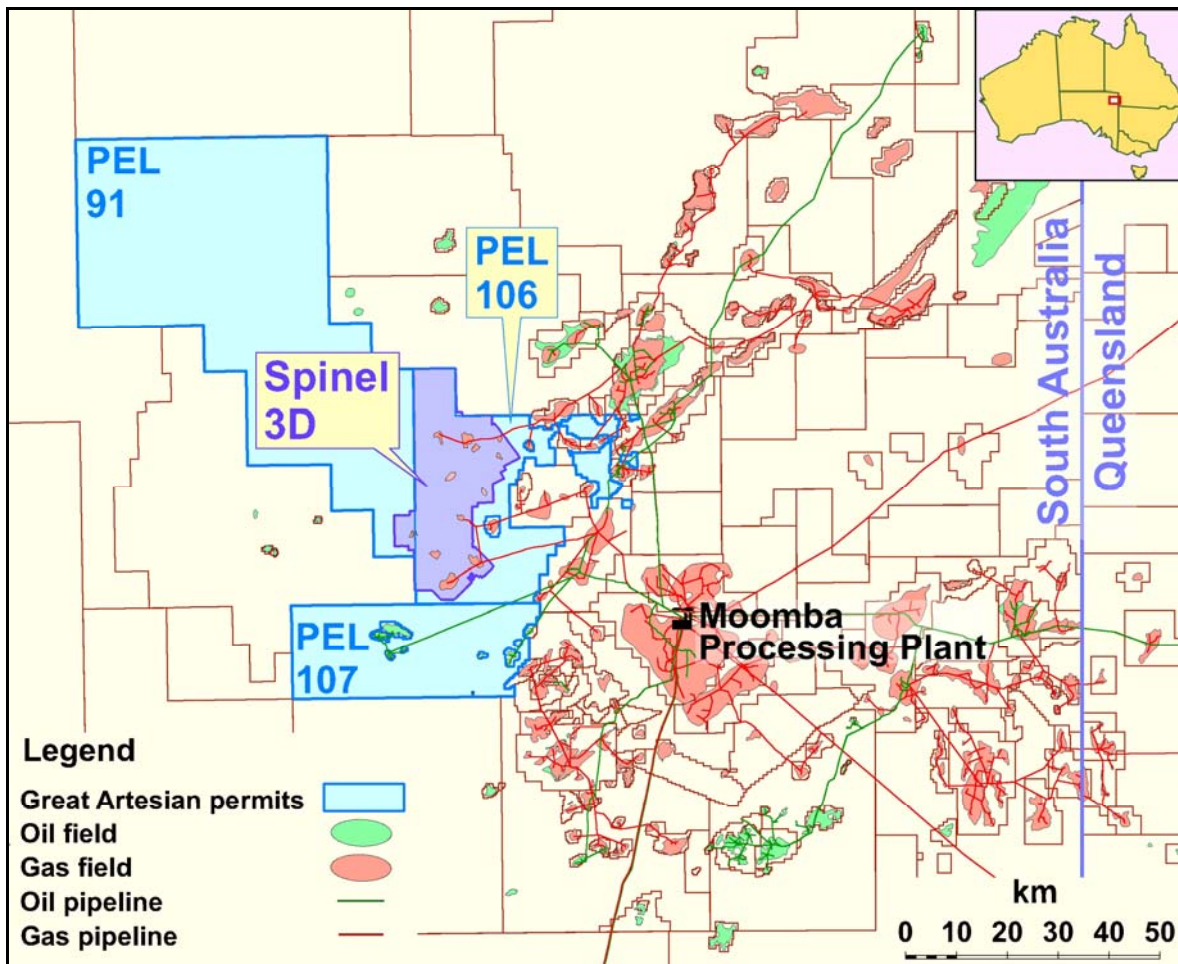 PEL
91
PEL
106
Spinel
3D
South Australia
Queensland
Moomba
Processing Plant
PEL
107
Legend
Great Artesian permits
Oil field
Gas field
Oil pipeline
Gas pipeline
km
0 10 20 30 40 50